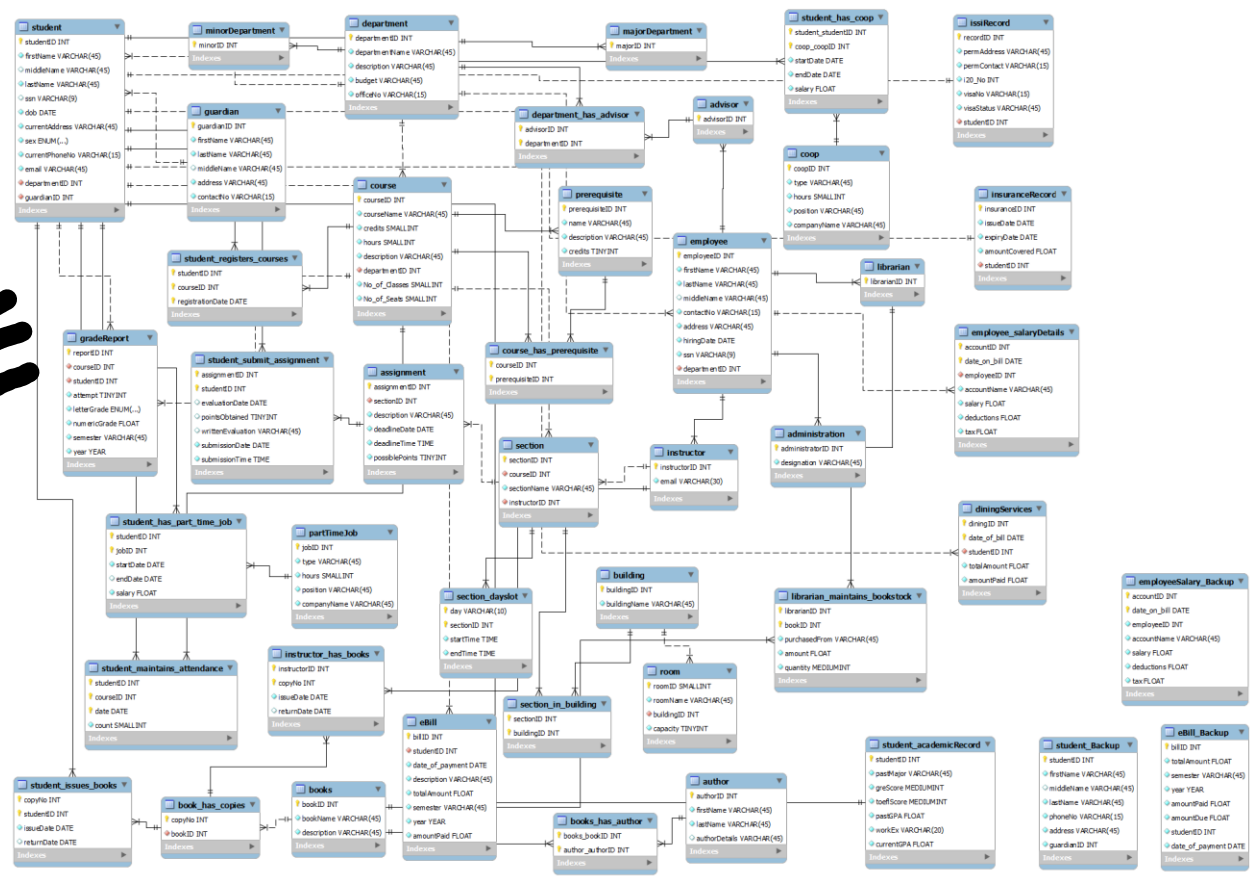 student
studentID INT
firstName VARCHAR(45)
middleName VARCHAR(45)
lastName VARCHAR(45)
ssn VARCHAR(9)
dob DATE
currentAddress VARCHAR(45)
sex ENUM(...)
currentPhoneNo VARCHAR(15)
email VARCHAR(45)
departmentID INT
guardianID INT
Indexes
minorDepartment
minorID INT
Indexes
department
departmentID INT
departmentName VARCHAR(45)
description VARCHAR(45)
budget VARCHAR(45)
officeNo VARCHAR(15)
Indexes
majorDepartment
majorID INT
Indexes
student_has_coop
student_studentID INT
coop_coopID INT
startDate DATE
endDate DATE
salary FLOAT
Indexes
issiRecord
recordID INT
permAddress VARCHAR(45)
permContact VARCHAR(15)
i20_No INT
visaNo VARCHAR(15)
visaStatus VARCHAR(45)
studentID INT
Indexes
guardian
guardianID INT
firstName VARCHAR(45)
lastName VARCHAR(45)
middleName VARCHAR(45)
address VARCHAR(45)
contactNo VARCHAR(15)
Indexes
department_has_advisor
advisorID INT
departmentID INT
Indexes
advisor
advisorID INT
Indexes
coop
coopID INT
type VARCHAR(45)
hours SMALLINT
position VARCHAR(45)
companyName VARCHAR(45)
Indexes
course
courseID INT
courseName VARCHAR(45)
credits SMALLINT
hours SMALLINT
description VARCHAR(45)
departmentID INT
No_of_Classes SMALLINT
No_of_Seats SMALLINT
Indexes
prerequisite
prerequisiteID INT
name VARCHAR(45)
description VARCHAR(45)
credits TINYINT
Indexes
insuranceRecord
insuranceID INT
issueDate DATE
expiryDate DATE
amountCovered FLOAT
studentID INT
Indexes
student_registers_courses
studentID INT
courseID INT
registrationDate DATE
Indexes
employee
employeeID INT
firstName VARCHAR(45)
lastName VARCHAR(45)
middleName VARCHAR(45)
contactNo VARCHAR(15)
address VARCHAR(45)
hiringDate DATE
ssn VARCHAR(9)
departmentID INT
Indexes
librarian
librarianID INT
Indexes
gradeReport
reportID INT
courseID INT
studentID INT
attempt TINYINT
letterGrade ENUM(...)
numericGrade FLOAT
semester VARCHAR(45)
year YEAR
Indexes
student_submit_assignment
assignmentID INT
studentID INT
evaluationDate DATE
pointsObtained TINYINT
writtenEvaluation VARCHAR(45)
submissionDate DATE
submissionTime TIME
Indexes
assignment
assignmentID INT
sectionID INT
description VARCHAR(45)
deadlineDate DATE
deadlineTime TIME
possiblePoints TINYINT
Indexes
course_has_prerequisite
courseID INT
prerequisiteID INT
Indexes
employee_salaryDetails
accountID INT
date_on_bill DATE
employeeID INT
accountName VARCHAR(45)
salary FLOAT
deductions FLOAT
tax FLOAT
Indexes
section
sectionID INT
courseID INT
sectionName VARCHAR(45)
instructorID INT
Indexes
instructor
instructorID INT
email VARCHAR(30)
Indexes
administration
administratorID INT
designation VARCHAR(45)
Indexes
student_has_part_time_job
studentID INT
jobID INT
startDate DATE
endDate DATE
salary FLOAT
Indexes
partTimeJob
jobID INT
type VARCHAR(45)
hours SMALLINT
position VARCHAR(45)
companyName VARCHAR(45)
Indexes
diningServices
diningID INT
date_of_bill DATE
studentID INT
totalAmount FLOAT
amountPaid FLOAT
Indexes
section_dayslot
day VARCHAR(10)
sectionID INT
startTime TIME
endTime TIME
Indexes
building
buildingID INT
buildingName VARCHAR(45)
Indexes
librarian_maintains_bookstock
librarianID INT
bookID INT
purchasedFrom VARCHAR(45)
amount FLOAT
quantity MEDIUMINT
Indexes
employeeSalary_Backup
accountID INT
date_on_bill DATE
employeeID INT
accountName VARCHAR(45)
salary FLOAT
deductions FLOAT
tax FLOAT
Indexes
student_maintains_attendance
studentID INT
courseID INT
date DATE
count SMALLINT
Indexes
instructor_has_books
instructorID INT
copyNo INT
issueDate DATE
returnDate DATE
Indexes
room
roomID SMALLINT
roomName VARCHAR(45)
buildingID INT
capacity TINYINT
Indexes
section_in_building
sectionID INT
buildingID INT
Indexes
eBill
billID INT
studentID INT
date_of_payment DATE
description VARCHAR(45)
totalAmount FLOAT
semester VARCHAR(45)
year YEAR
amountPaid FLOAT
Indexes
student_issues_books
copyNo INT
studentID INT
issueDate DATE
returnDate DATE
Indexes
book_has_copies
copyNo INT
bookID INT
Indexes
books
bookID INT
bookName VARCHAR(45)
description VARCHAR(45)
Indexes
books_has_author
books_bookID INT
author_authorID INT
Indexes
author
authorID INT
firstName VARCHAR(45)
lastName VARCHAR(45)
authorDetails VARCHAR(45)
Indexes
student_academicRecord
studentID INT
pastMajor VARCHAR(45)
greScore MEDIUMINT
toeflScore MEDIUMINT
pastGPA FLOAT
workEx VARCHAR(20)
currentGPA FLOAT
Indexes
student_Backup
studentID INT
firstName VARCHAR(45)
middleName VARCHAR(45)
lastName VARCHAR(45)
phoneNo VARCHAR(15)
address VARCHAR(45)
guardianID INT
Indexes
eBill_Backup
billID INT
totalAmount FLOAT
semester VARCHAR(45)
year YEAR
amountPaid FLOAT
amountDue FLOAT
studentID INT
date_of_payment DATE
Indexes